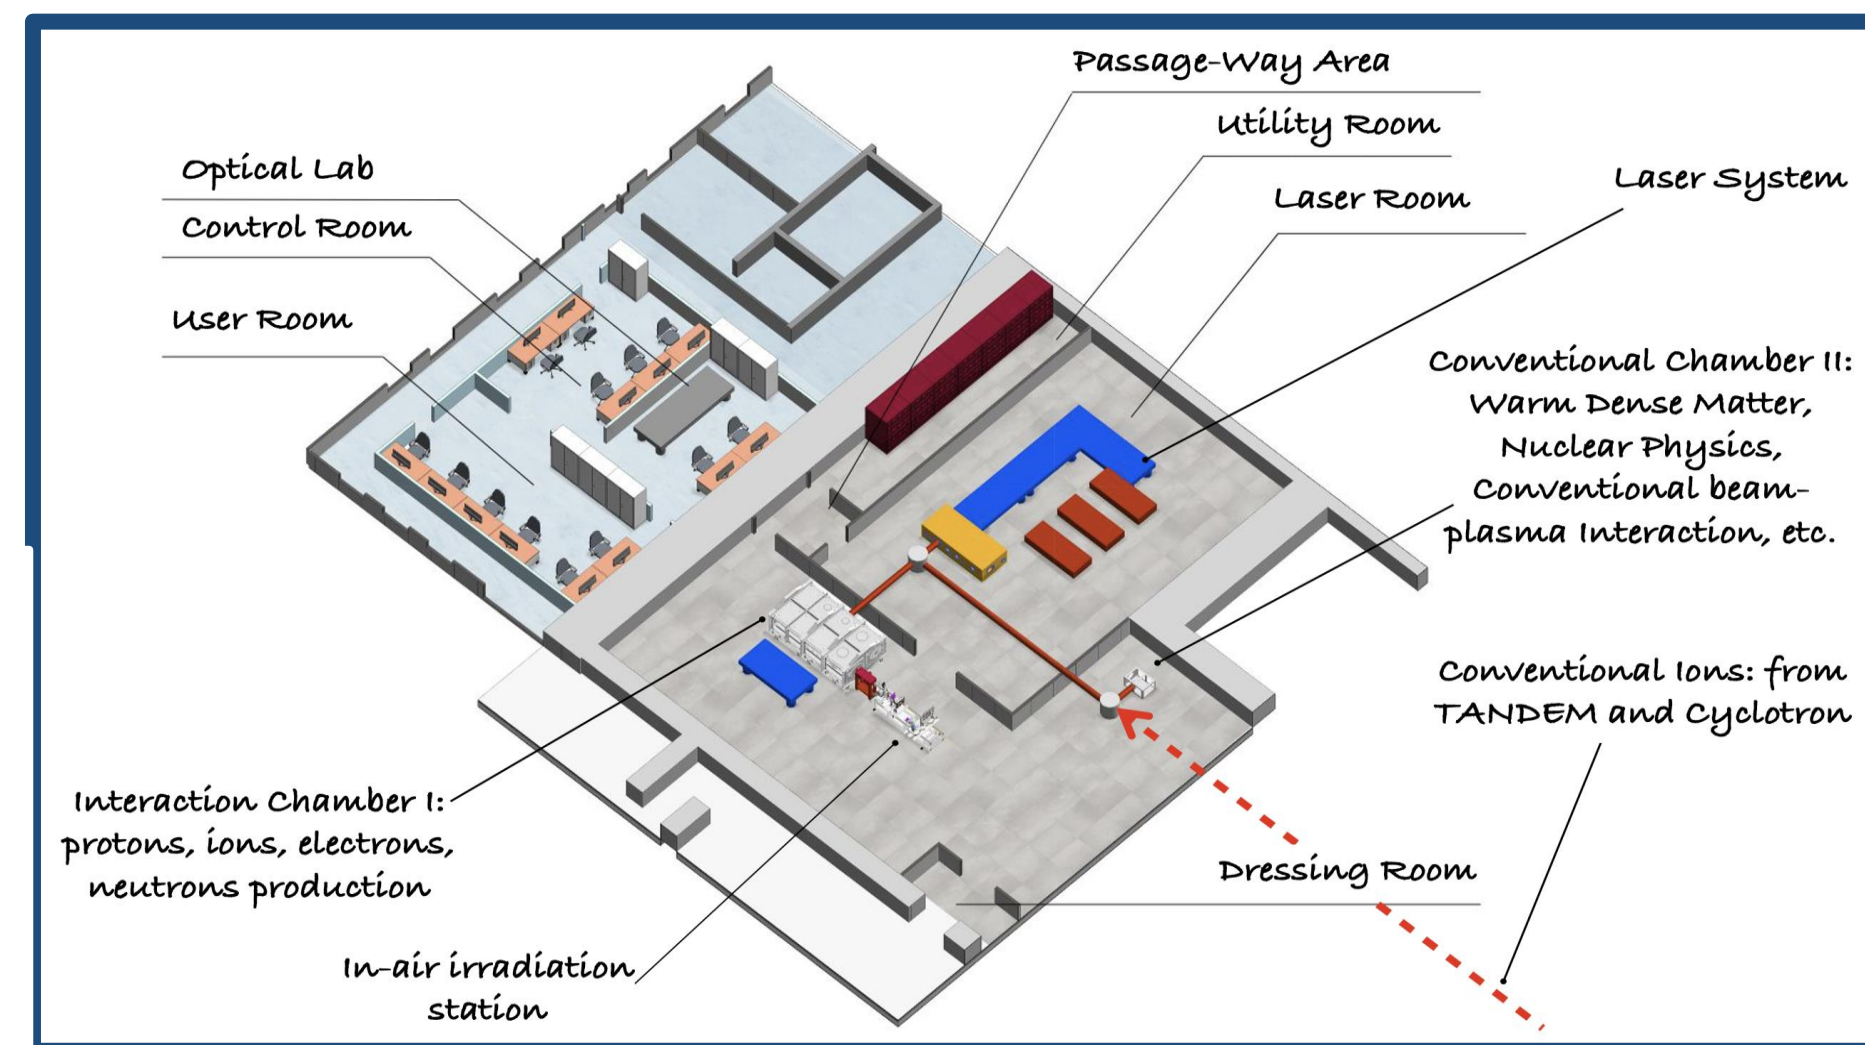 Passage-Way Area
Utility Room
Laser Room
Laser System
Optical Lab
Control Room
User Room
Conventional Chamber II:
Warm Dense Matter,
Nuclear Physics,
Conventional beam-
plasma Interaction, etc.
Conventional Ions: from
TANDEM and Cyclotron
Interaction Chamber I:
protons, ions, electrons,
neutrons production
Dressing Room
In-air irradiation
station